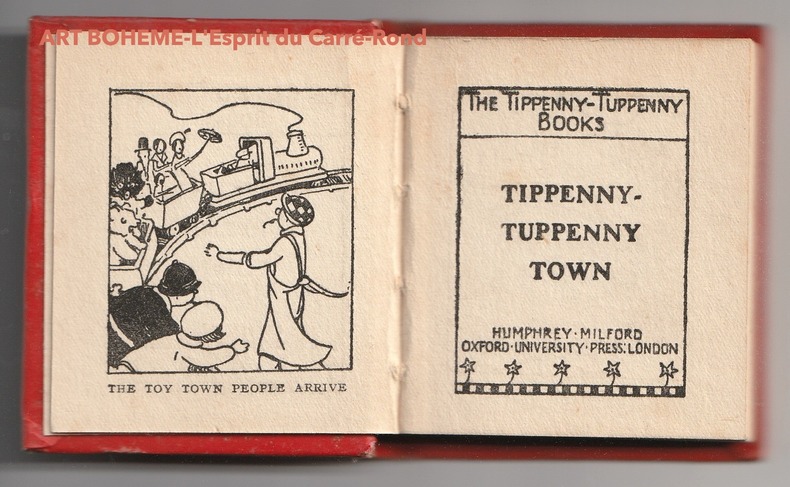 ART BOHEME-L'Esprit du Carré-Rond
THE TOY TOWN PEOPLE ARRIVE
THE TIPPENNY-TUPPENNY
BOOKS
TIPPENNY-
TUPPENNY
TOWN
HUMPHREY·MILFORD
OXFORD·UNIVERSITY·PRESS:LONDON